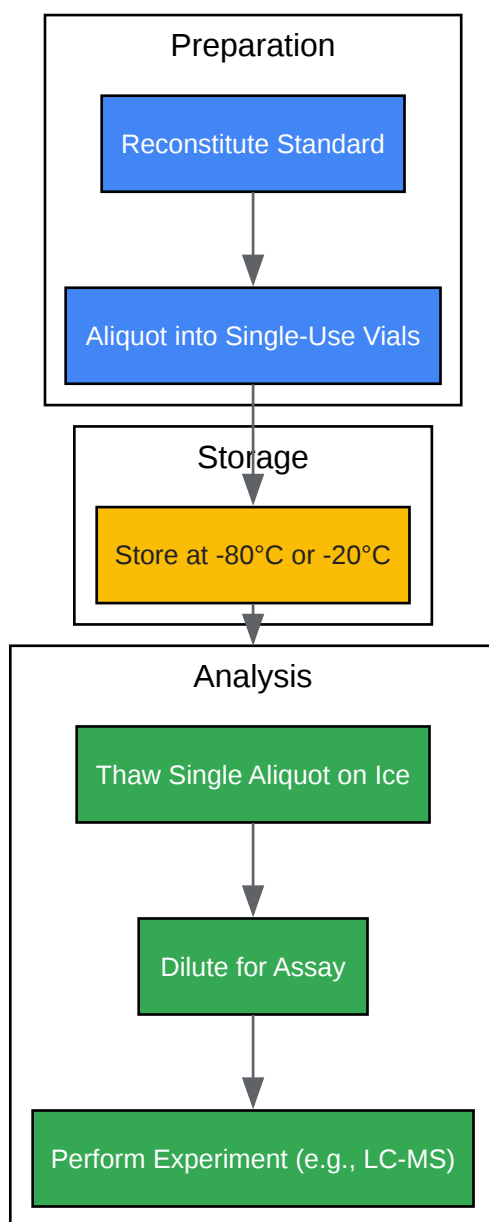 Preparation
Reconstitute Standard
Aliquot into Single-Use Vials
Storage
Store at -80°C or -20°C
Analysis
Thaw Single Aliquot on Ice
Dilute for Assay
Perform Experiment (e.g., LC-MS)